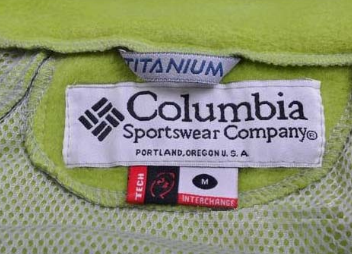 TITANIUM
Columbia
Sportswear Company®
PORTLAND, OREGON U.S.A.
TECH
M
INTERCHANGE